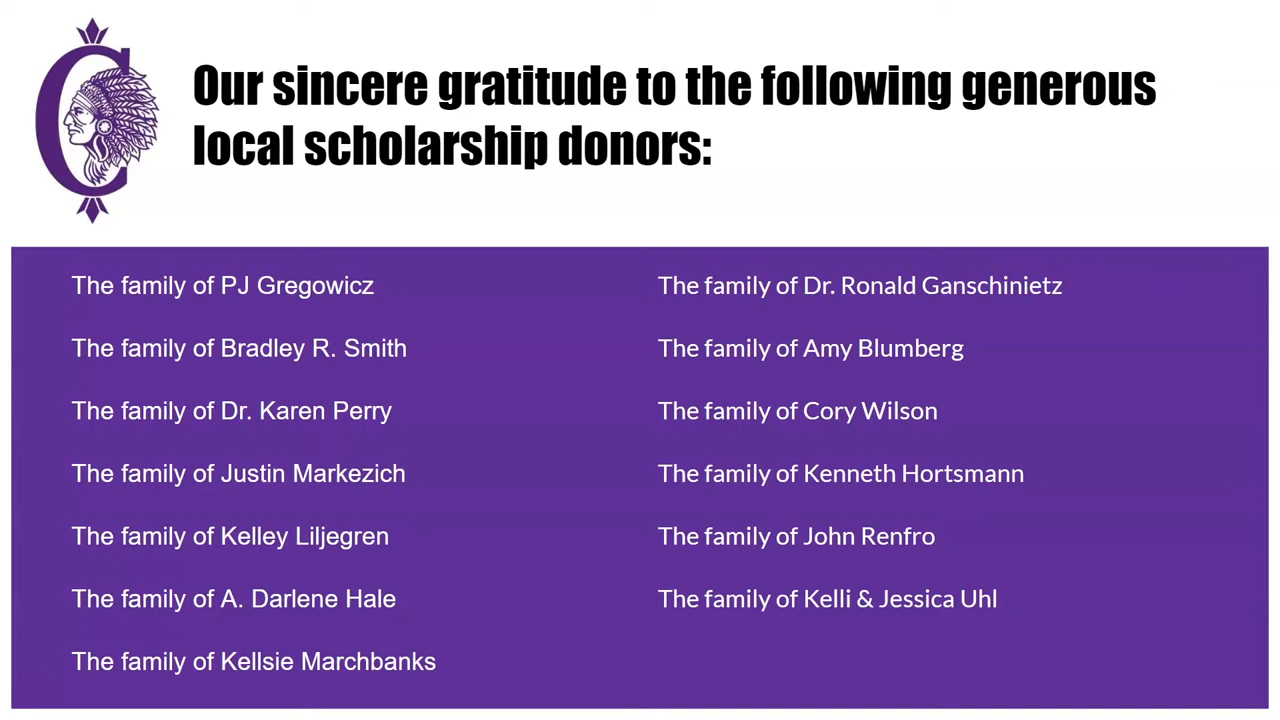 C
Our sincere gratitude to the following generous
local scholarship donors:
The family of PJ Gregowicz
The family of Bradley R. Smith
The family of Dr. Karen Perry
The family of Justin Markezich
The family of Kelley Liljegren
The family of A. Darlene Hale
The family of Kellsie Marchbanks
The family of Dr. Ronald Ganschinietz
The family of Amy Blumberg
The family of Cory Wilson
The family of Kenneth Hortsmann
The family of John Renfro
The family of Kelli & Jessica Uhl